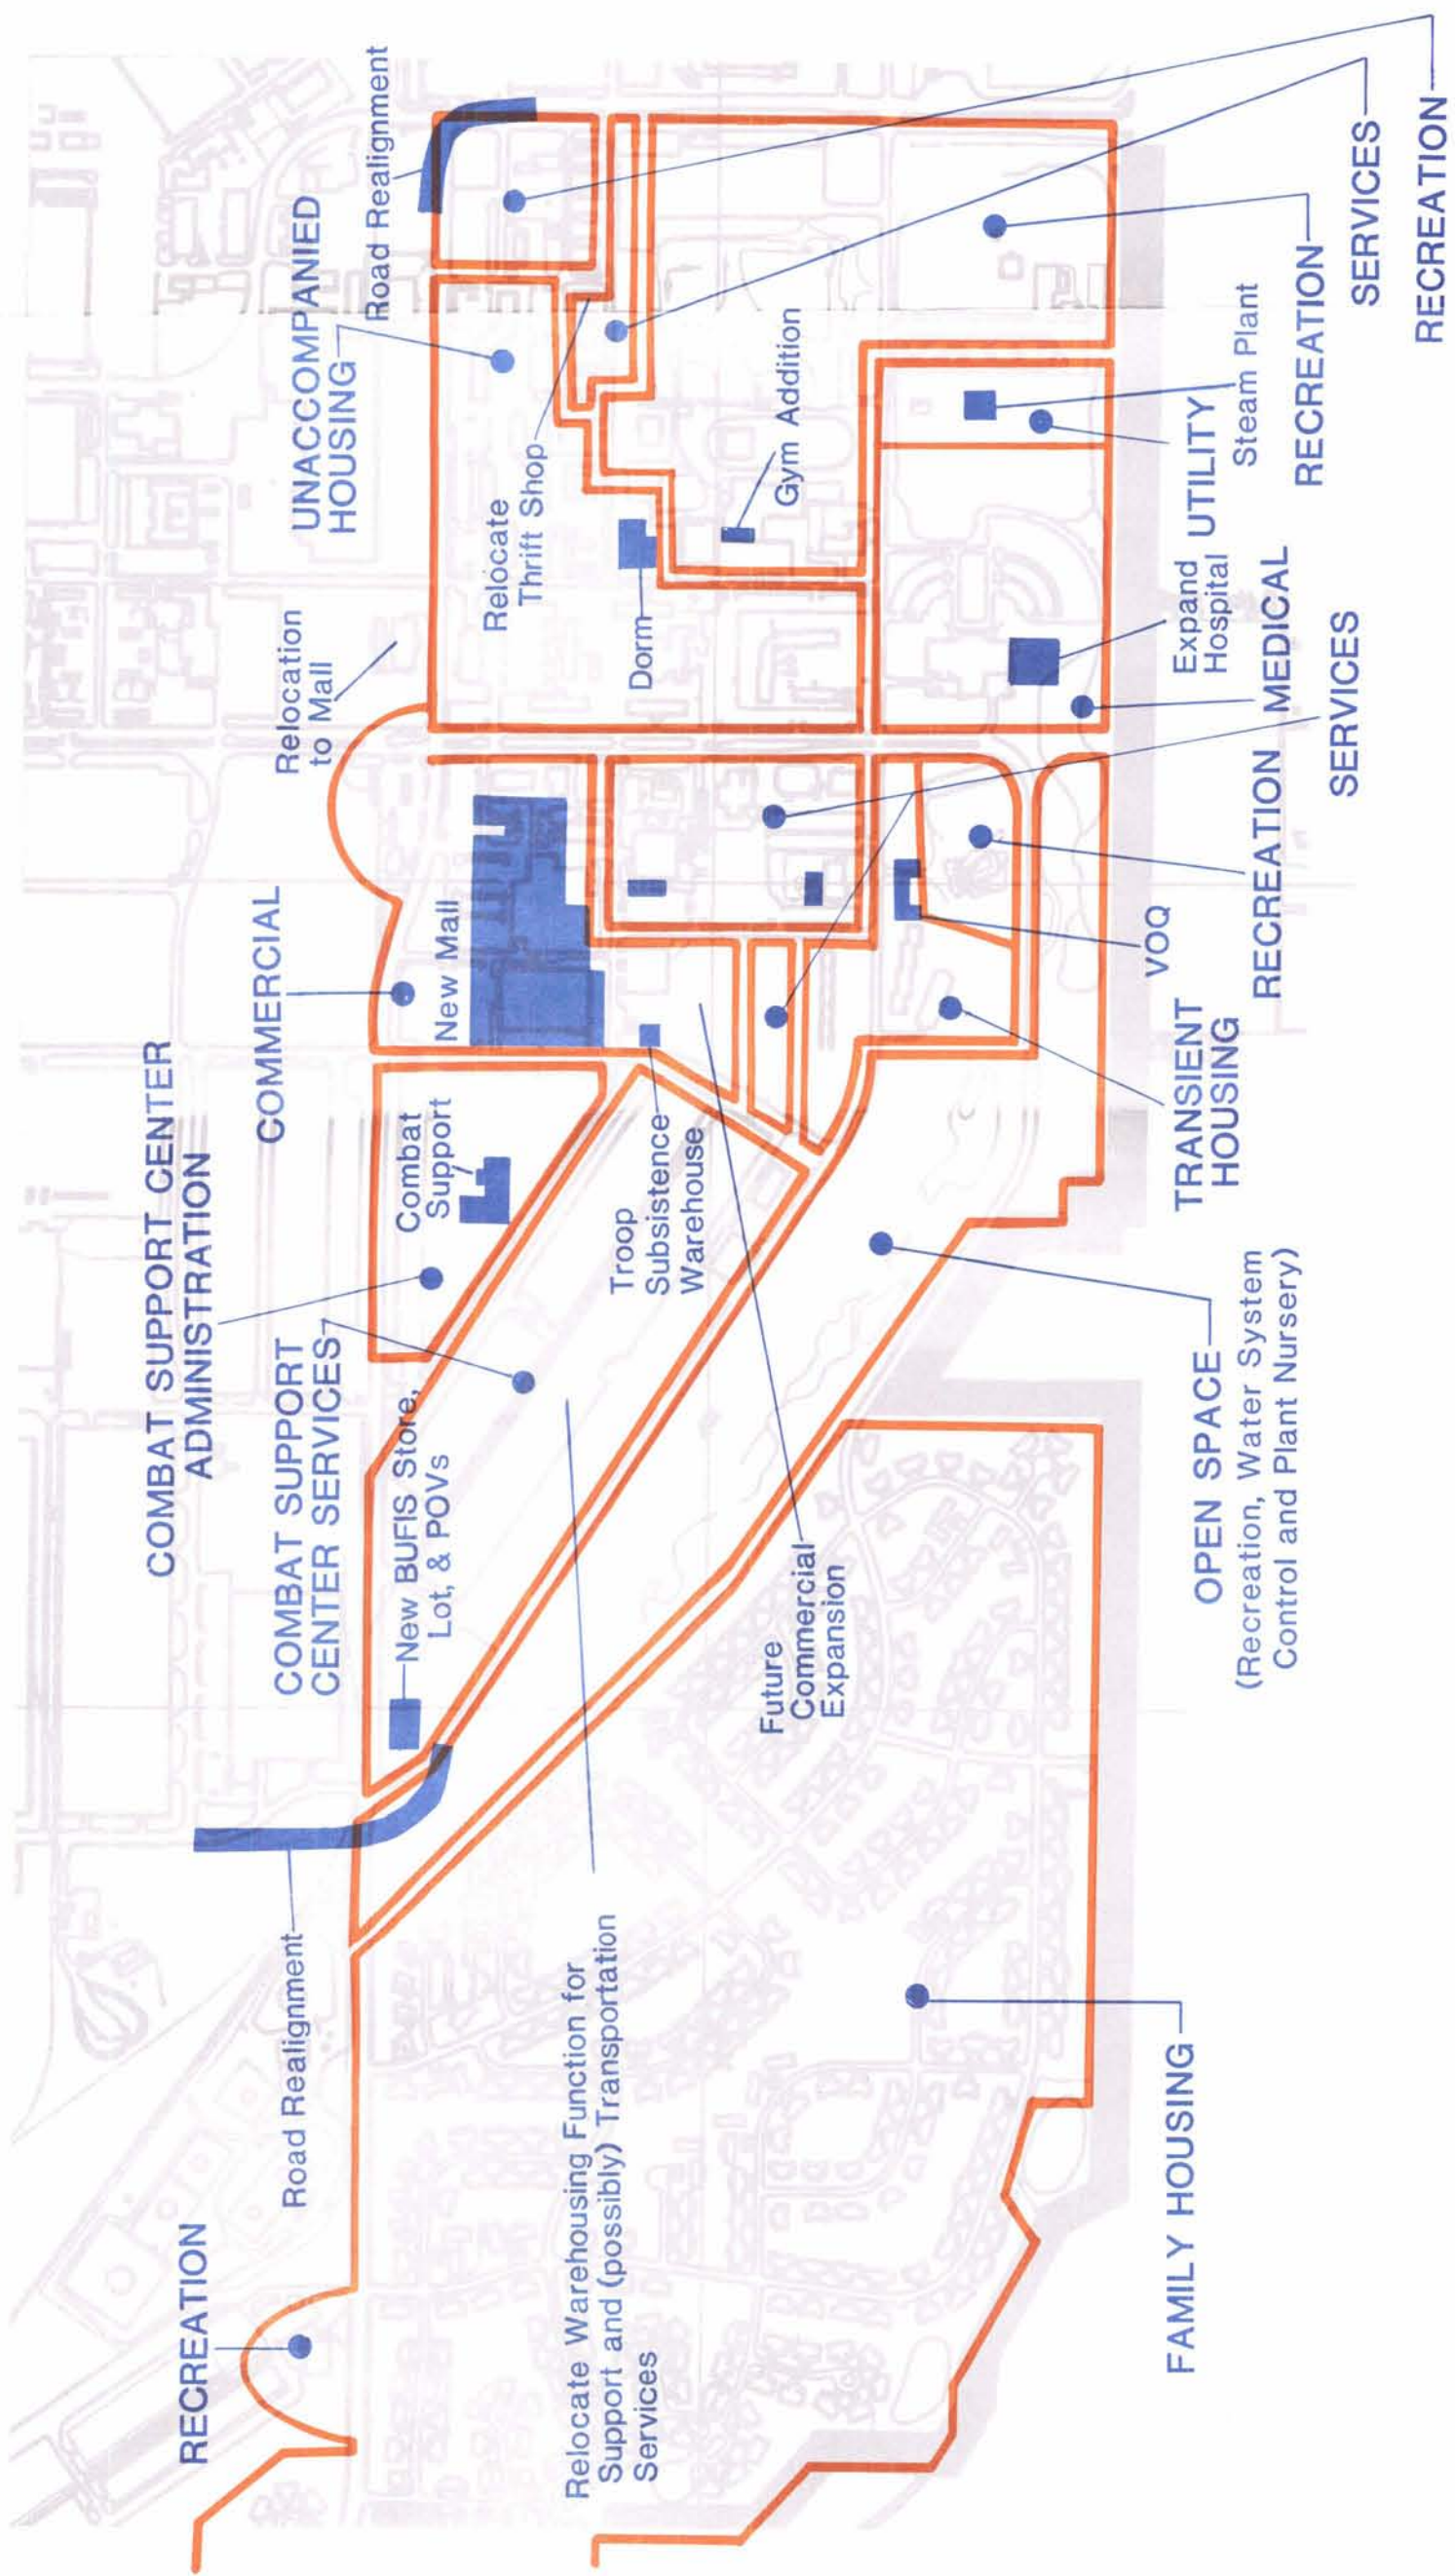 RECREATION
Road Realignment
COMBAT SUPPORT CENTER
ADMINISTRATION
COMBAT SUPPORT
CENTER SERVICES
COMMERCIAL
Relocation
to Mall
UNACCOMPANIED
HOUSING
Road Realignment
New BUFIS Store,
Lot, & POVs
Combat
Support
New Mall
Relocate
Thrift Shop
Dorm
Gym Addition
Relocate Warehousing Function for
Support and (possibly) Transportation
Services
Troop
Subsistence
Warehouse
Future
Commercial
Expansion
FAMILY HOUSING
OPEN SPACE
(Recreation, Water System
Control and Plant Nursery)
TRANSIENT
HOUSING
VOQ
RECREATION
SERVICES
MEDICAL
Expand
Hospital
UTILITY
Steam Plant
RECREATION
SERVICES
RECREATION